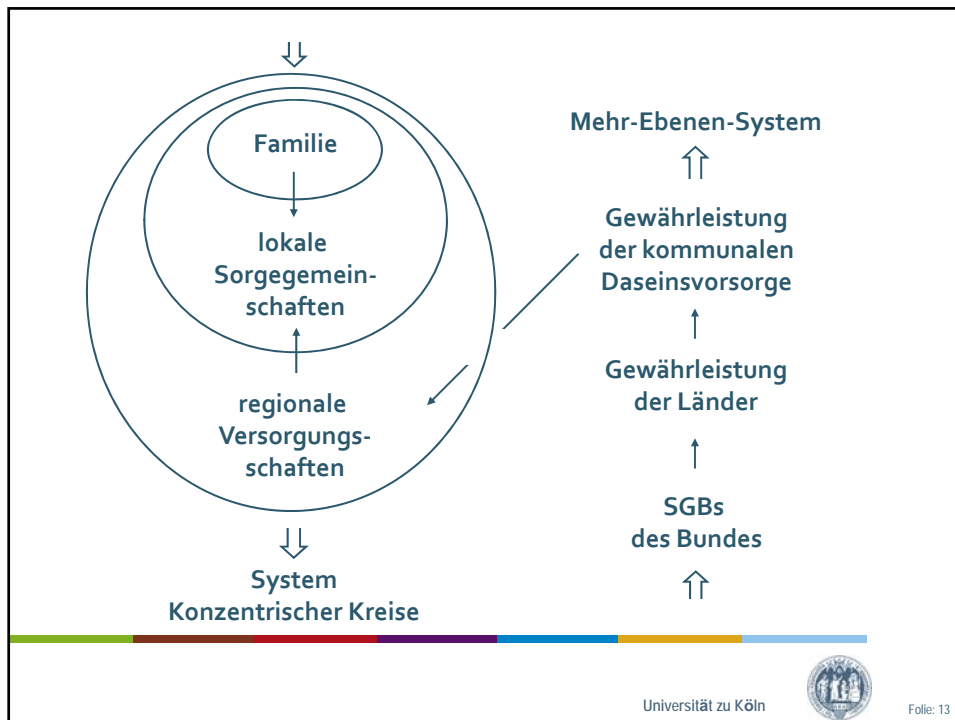 Familie
lokale
Sorgegemein-
schaften
regionale
Versorgungs-
schaften
System
Konzentrischer Kreise
Mehr-Ebenen-System
Gewährleistung
der kommunalen
Daseinsvorsorge
Gewährleistung
der Länder
SGBs
des Bundes
Universität zu Köln
Folie: 13